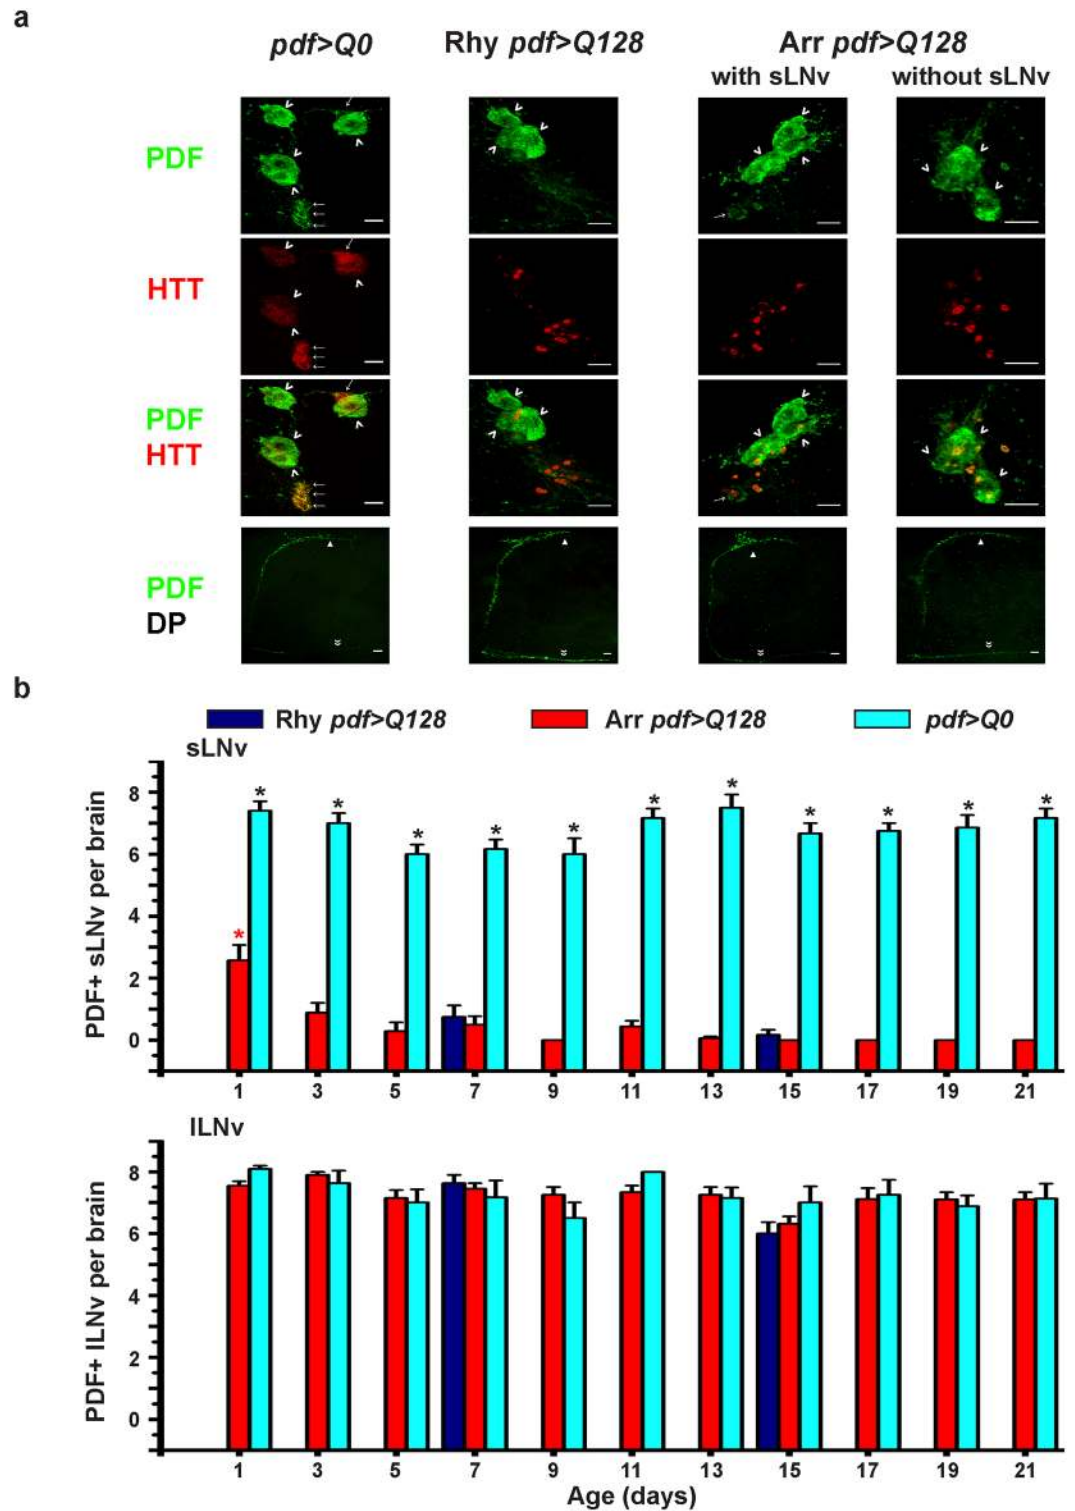 a
pdf>Q0
Rhy pdf>Q128
Arr pdf>Q128
with sLNv
without sLNv
PDF
HTT
PDF
HTT
PDF
DP
b
Rhy pdf>Q128
Arr pdf>Q128
pdf>Q0
sLNv
PDF+ sLNv per brain
8
6
4
2
0
* * * * * * * * * * *
*
1 3 5 7 9 11 13 15 17 19 21
lLNv
PDF+ lLNv per brain
8
6
4
2
0
1 3 5 7 9 11 13 15 17 19 21
Age (days)